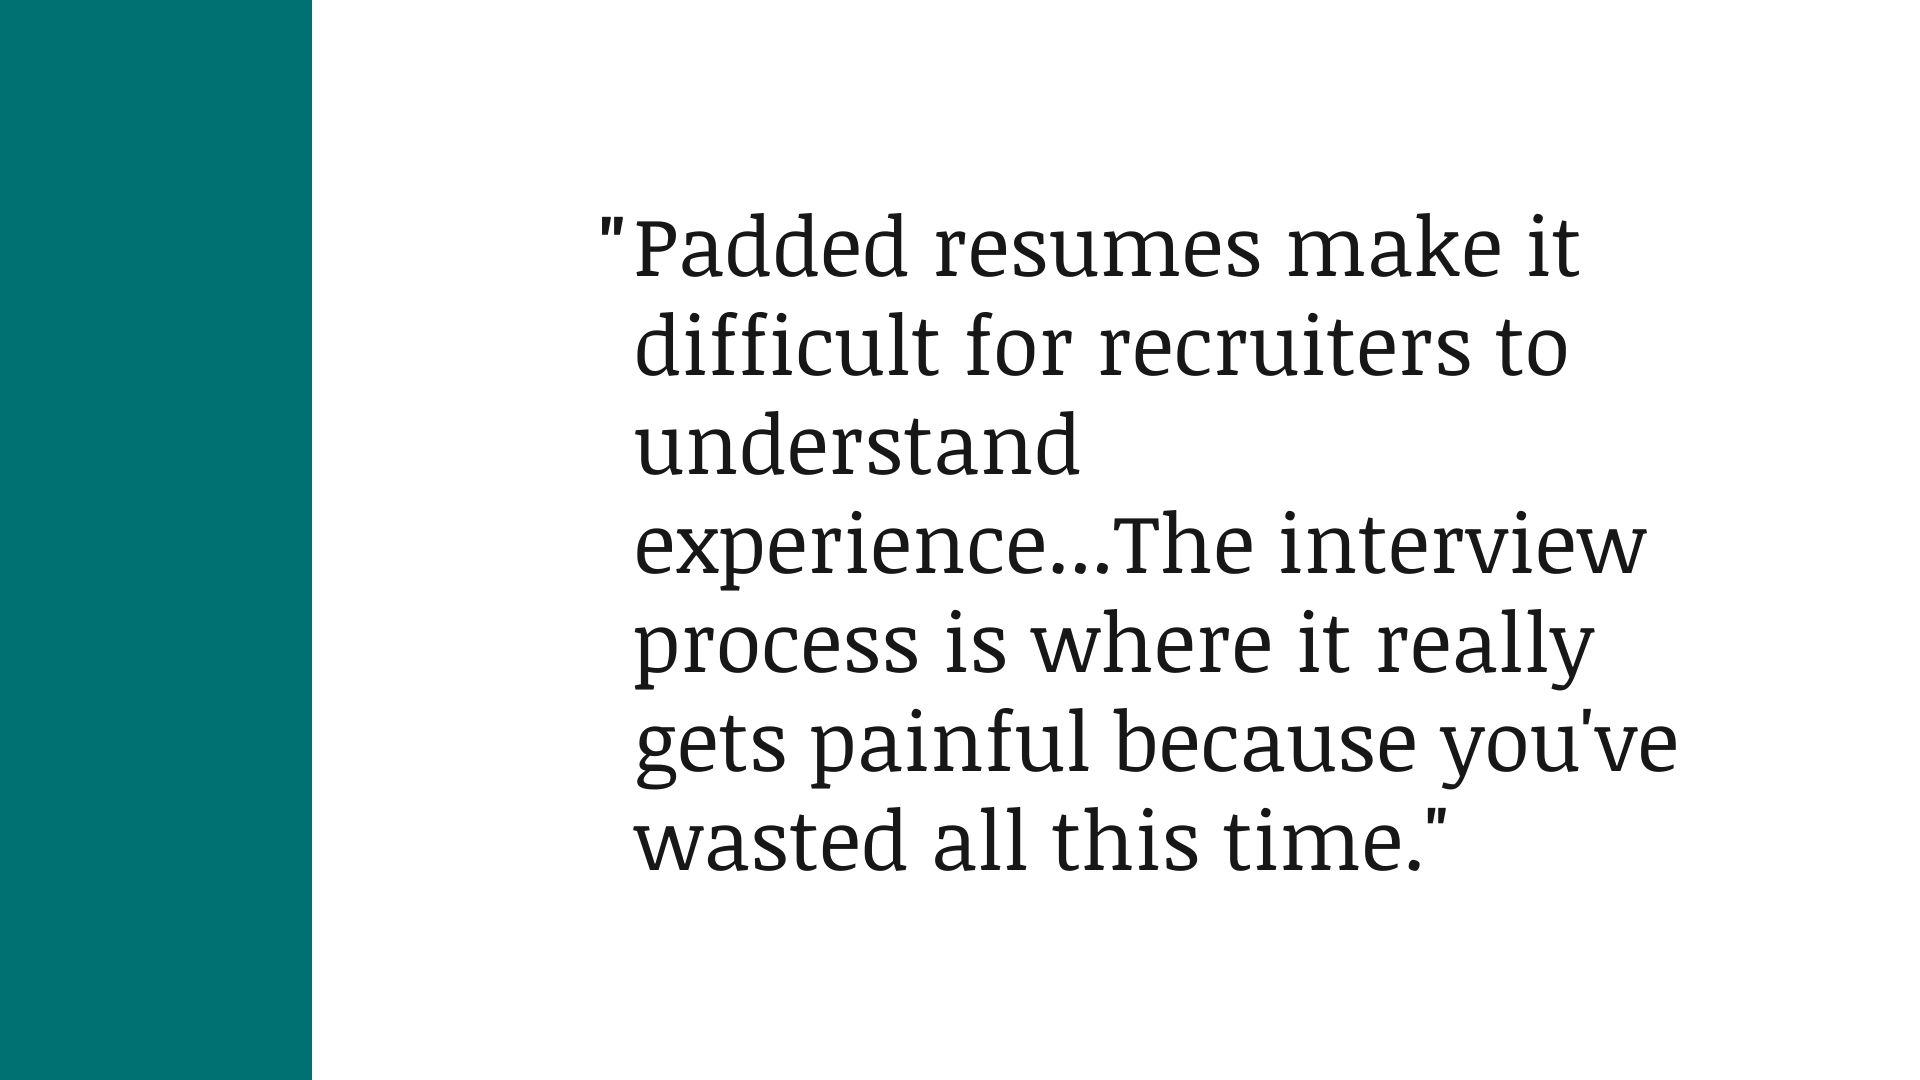 "Padded resumes make it
difficult for recruiters to
understand
experience...The interview
process is where it really
gets painful because you've
wasted all this time."